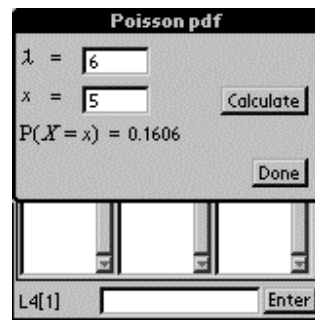 Poisson pdf
λ = 6
x = 5 Calculate
P(X = x) = 0.1606
Done
L4[1] Enter